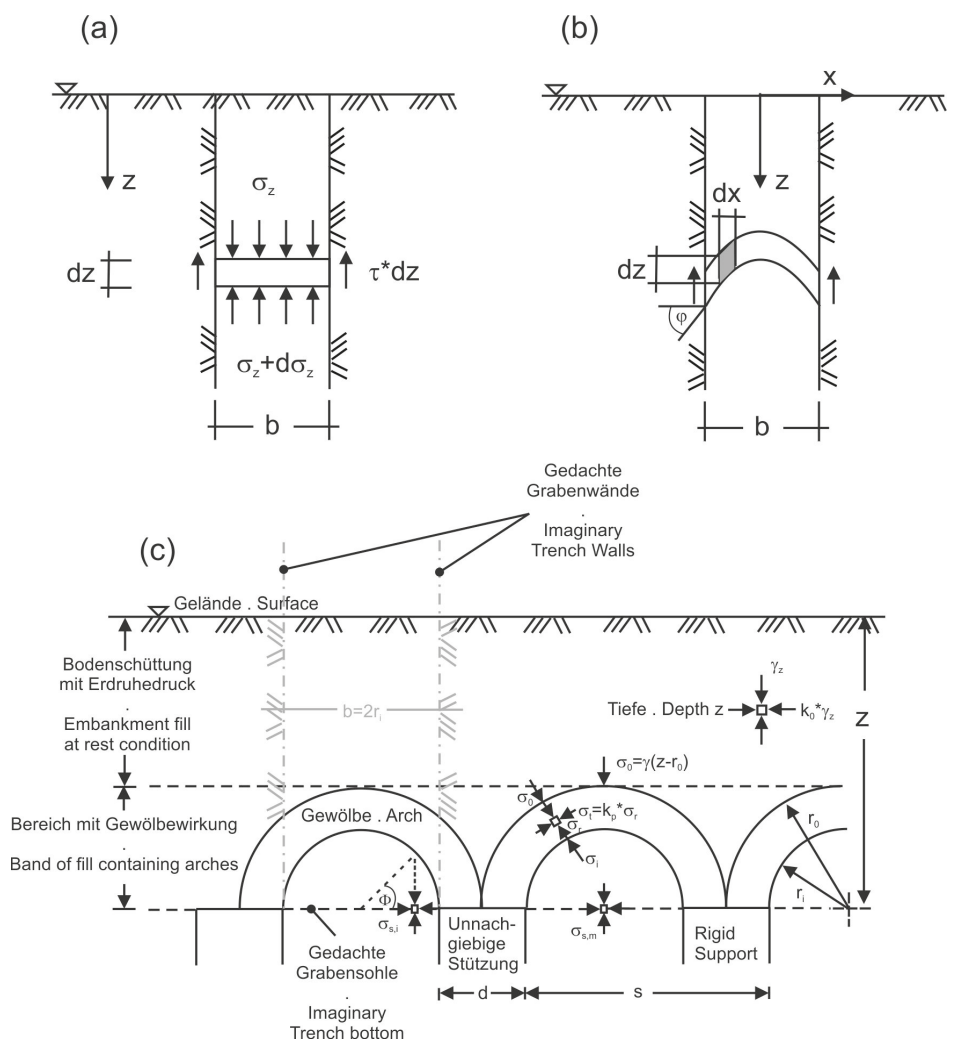 (a)
z
σz
dz
τ*dz
σz+dσz
b
(b)
x
z
dx
dz
φ
b
(c)
Gedachte
Grabenwände
.
Imaginary
Trench Walls
Gelände . Surface
Bodenschüttung
mit Erdruhedruck
.
Embankment fill
at rest condition
b=2ri
γz
Tiefe . Depth z
k0*γz
z
σ0=γ(z-r0)
Bereich mit Gewölbewirkung
.
Band of fill containing arches
Gewölbe . Arch
σ0
σt=kp*σr
σr
σi
r0
ri
Φ
σs,i
Gedachte
Grabensohle
.
Imaginary
Trench bottom
Unnach-
giebige
Stützung
σs,m
Rigid
Support
d
s